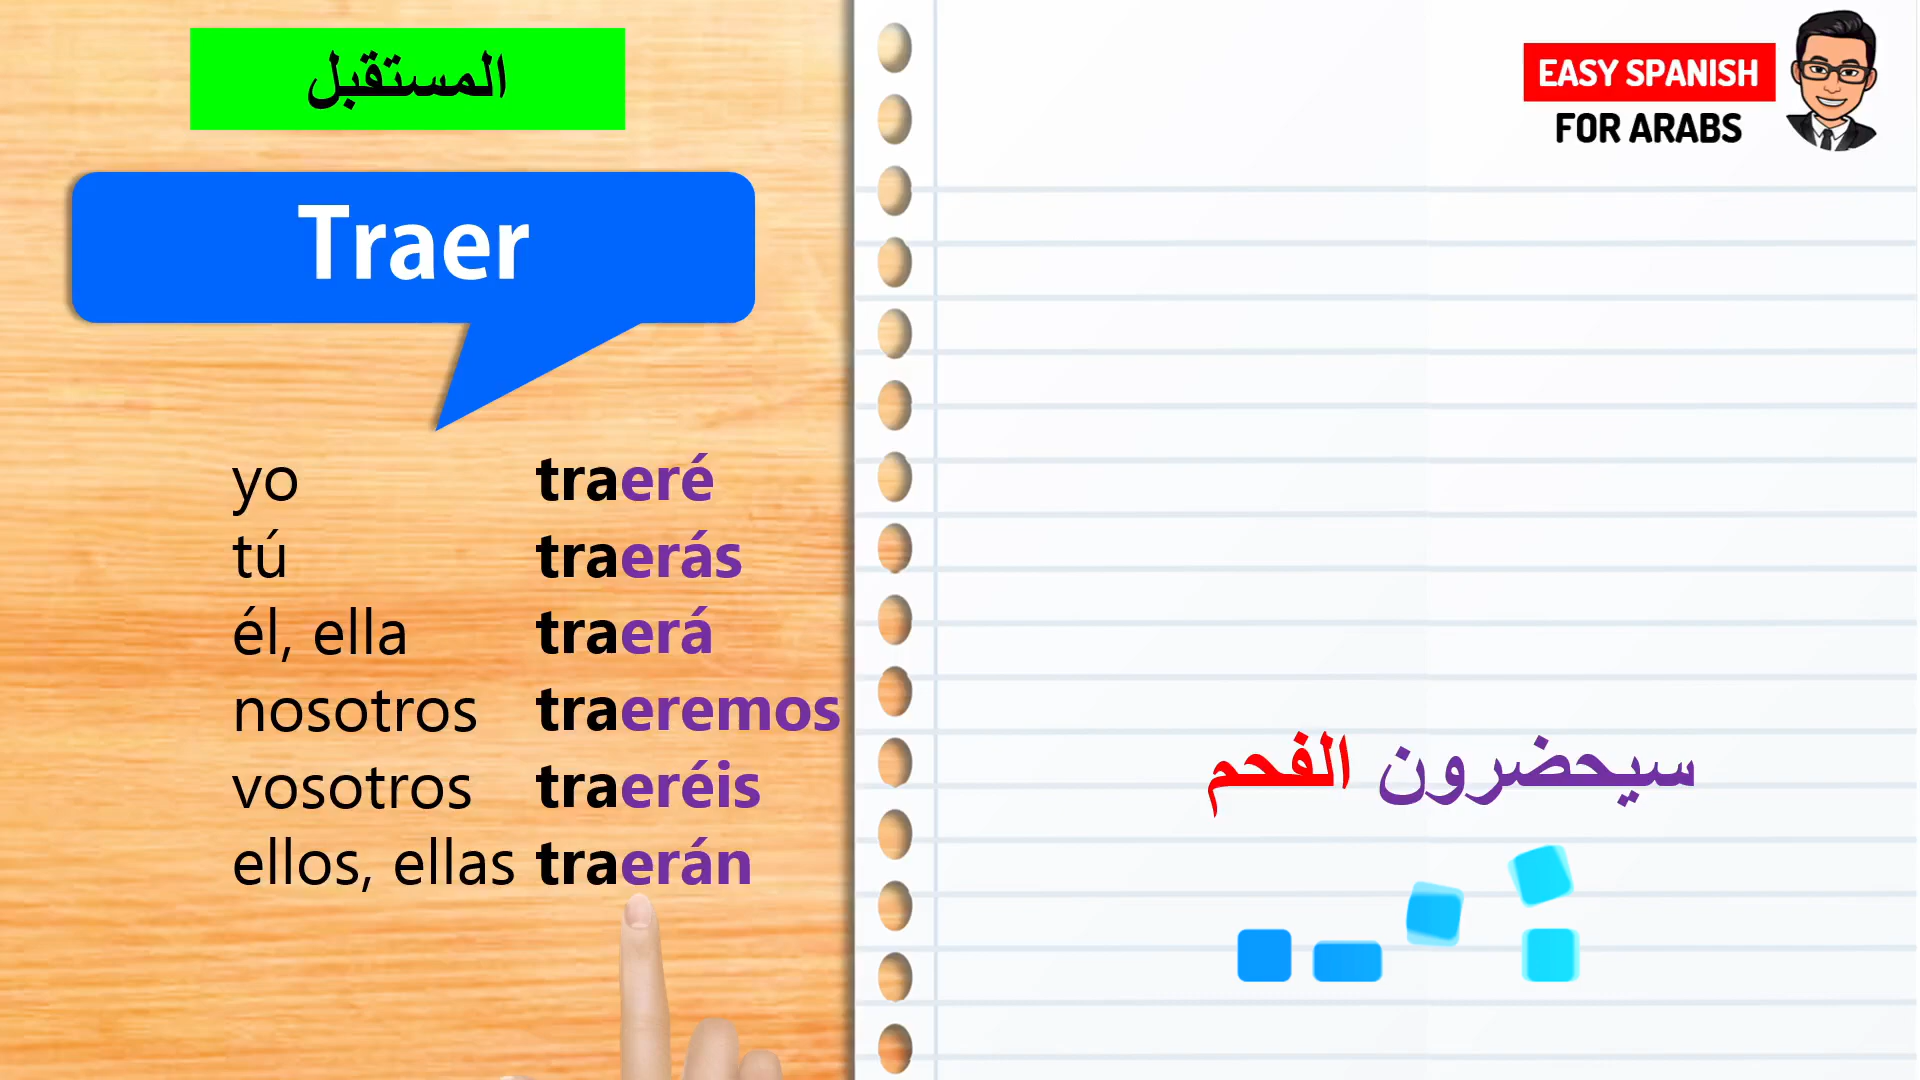 المستقبل
Traer
yo traeré
tú traerás
él, ella traerá
nosotros traeremos
vosotros traeréis
ellos, ellas traerán
EASY SPANISH
FOR ARABS
سيحضرون الفحم